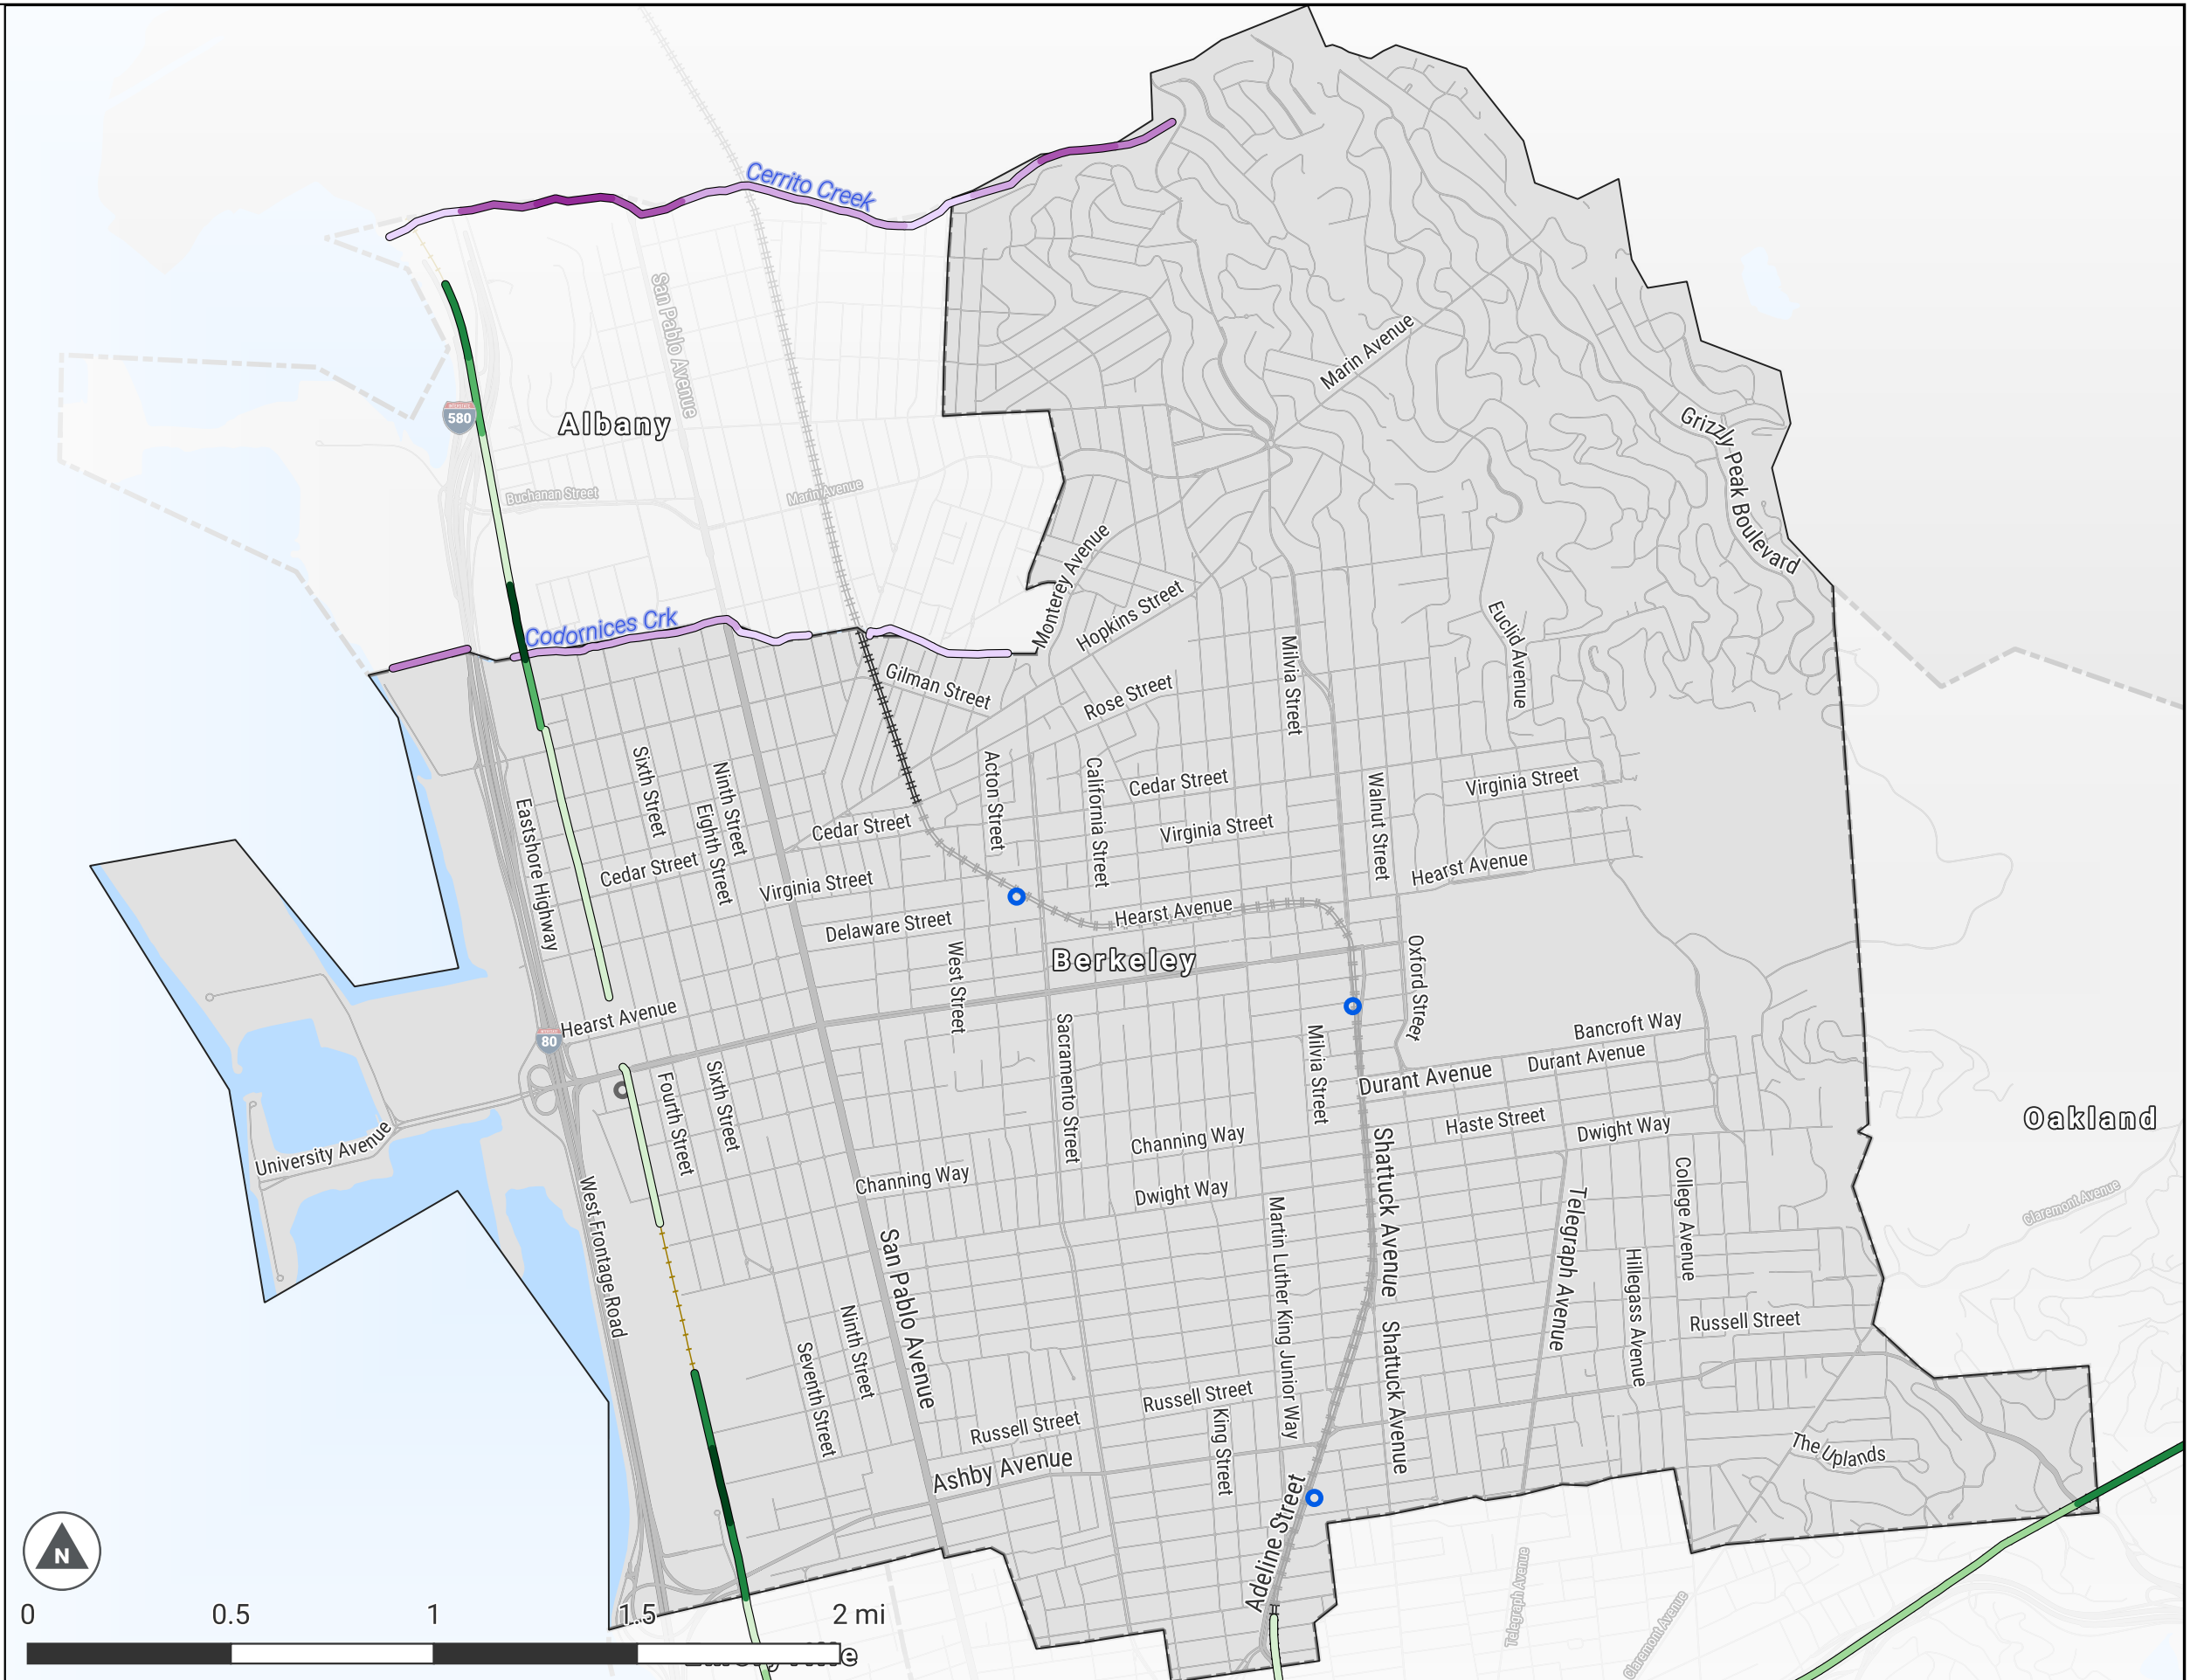 Cerrito Creek
San Pablo Avenue
580
Albany
Marin Avenue
Buchanan Street
Marin Avenue
Grizzly Peak Boulevard
Monterey Avenue
Hopkins Street
Codornices Crk
Euclid Avenue
Milvia Street
Gilman Street
Rose Street
Sixth Street
Ninth Street
Eighth Street
Acton Street
California Street
Cedar Street
Walnut Street
Virginia Street
Eastshore Highway
Cedar Street
Virginia Street
Cedar Street
Virginia Street
Hearst Avenue
Delaware Street
Hearst Avenue
West Street
Berkeley
Oxford Street
Hearst Avenue
80
Sacramento Street
Milvia Street
Bancroft Way
Durant Avenue
Durant Avenue
Fourth Street
Sixth Street
University Avenue
Haste Street
Dwight Way
Oakland
Channing Way
Channing Way
Dwight Way
Shattuck Avenue
College Avenue
Claremont Avenue
West Frontage Road
Martin Luther King Junior Way
Telegraph Avenue
San Pablo Avenue
Hillegass Avenue
Russell Street
Ninth Street
Seventh Street
Shattuck Avenue
Russell Street
Russell Street
King Street
Ashby Avenue
The Uplands
Adeline Street
Telegraph Avenue
Claremont Avenue
N
0 0.5 1 1.5 2 mi